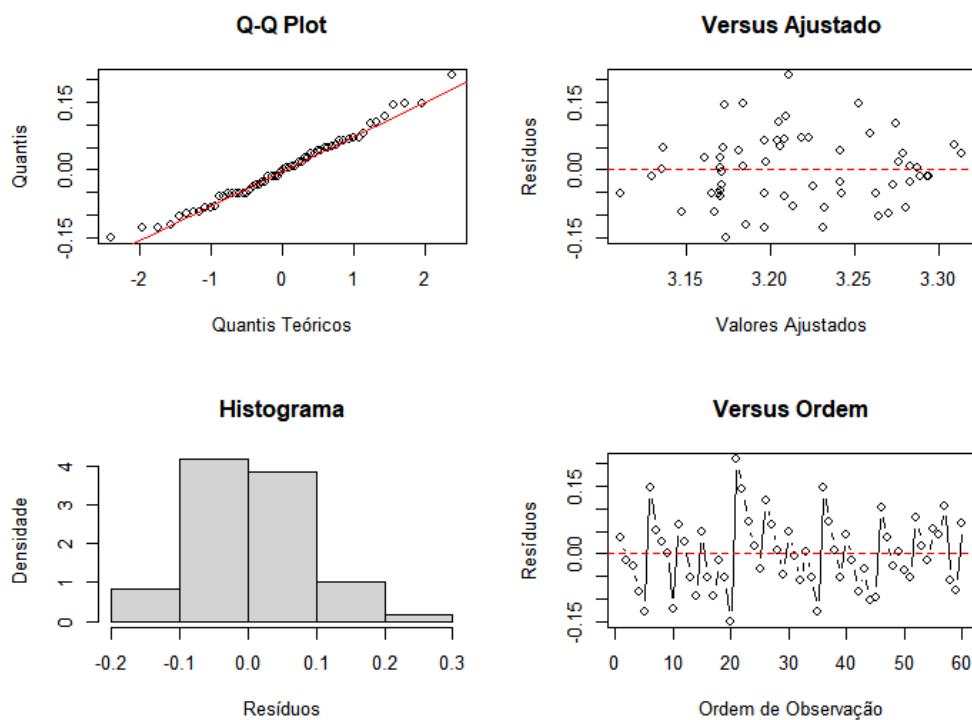 Q-Q Plot
Quantis
0.15
0.00
-0.15
-2 -1 0 1 2
Quantis Teóricos
Versus Ajustado
Resíduos
0.15
0.00
-0.15
3.15 3.20 3.25 3.30
Valores Ajustados
Histograma
Densidade
4
3
2
1
0
-0.2 -0.1 0.0 0.1 0.2 0.3
Resíduos
Versus Ordem
Resíduos
0.15
0.00
-0.15
0 10 20 30 40 50 60
Ordem de Observação